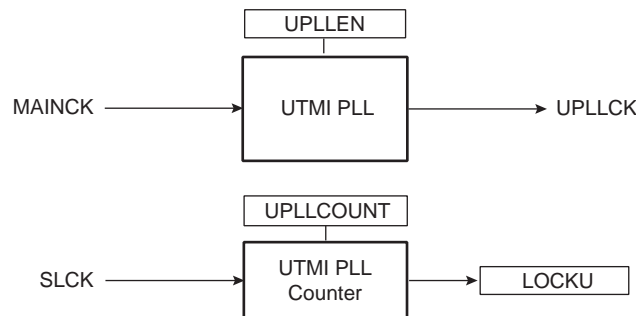 UPLLEN
MAINCK
UTMI PLL
UPLLCK
UPLLCOUNT
SLCK
UTMI PLL
Counter
LOCKU